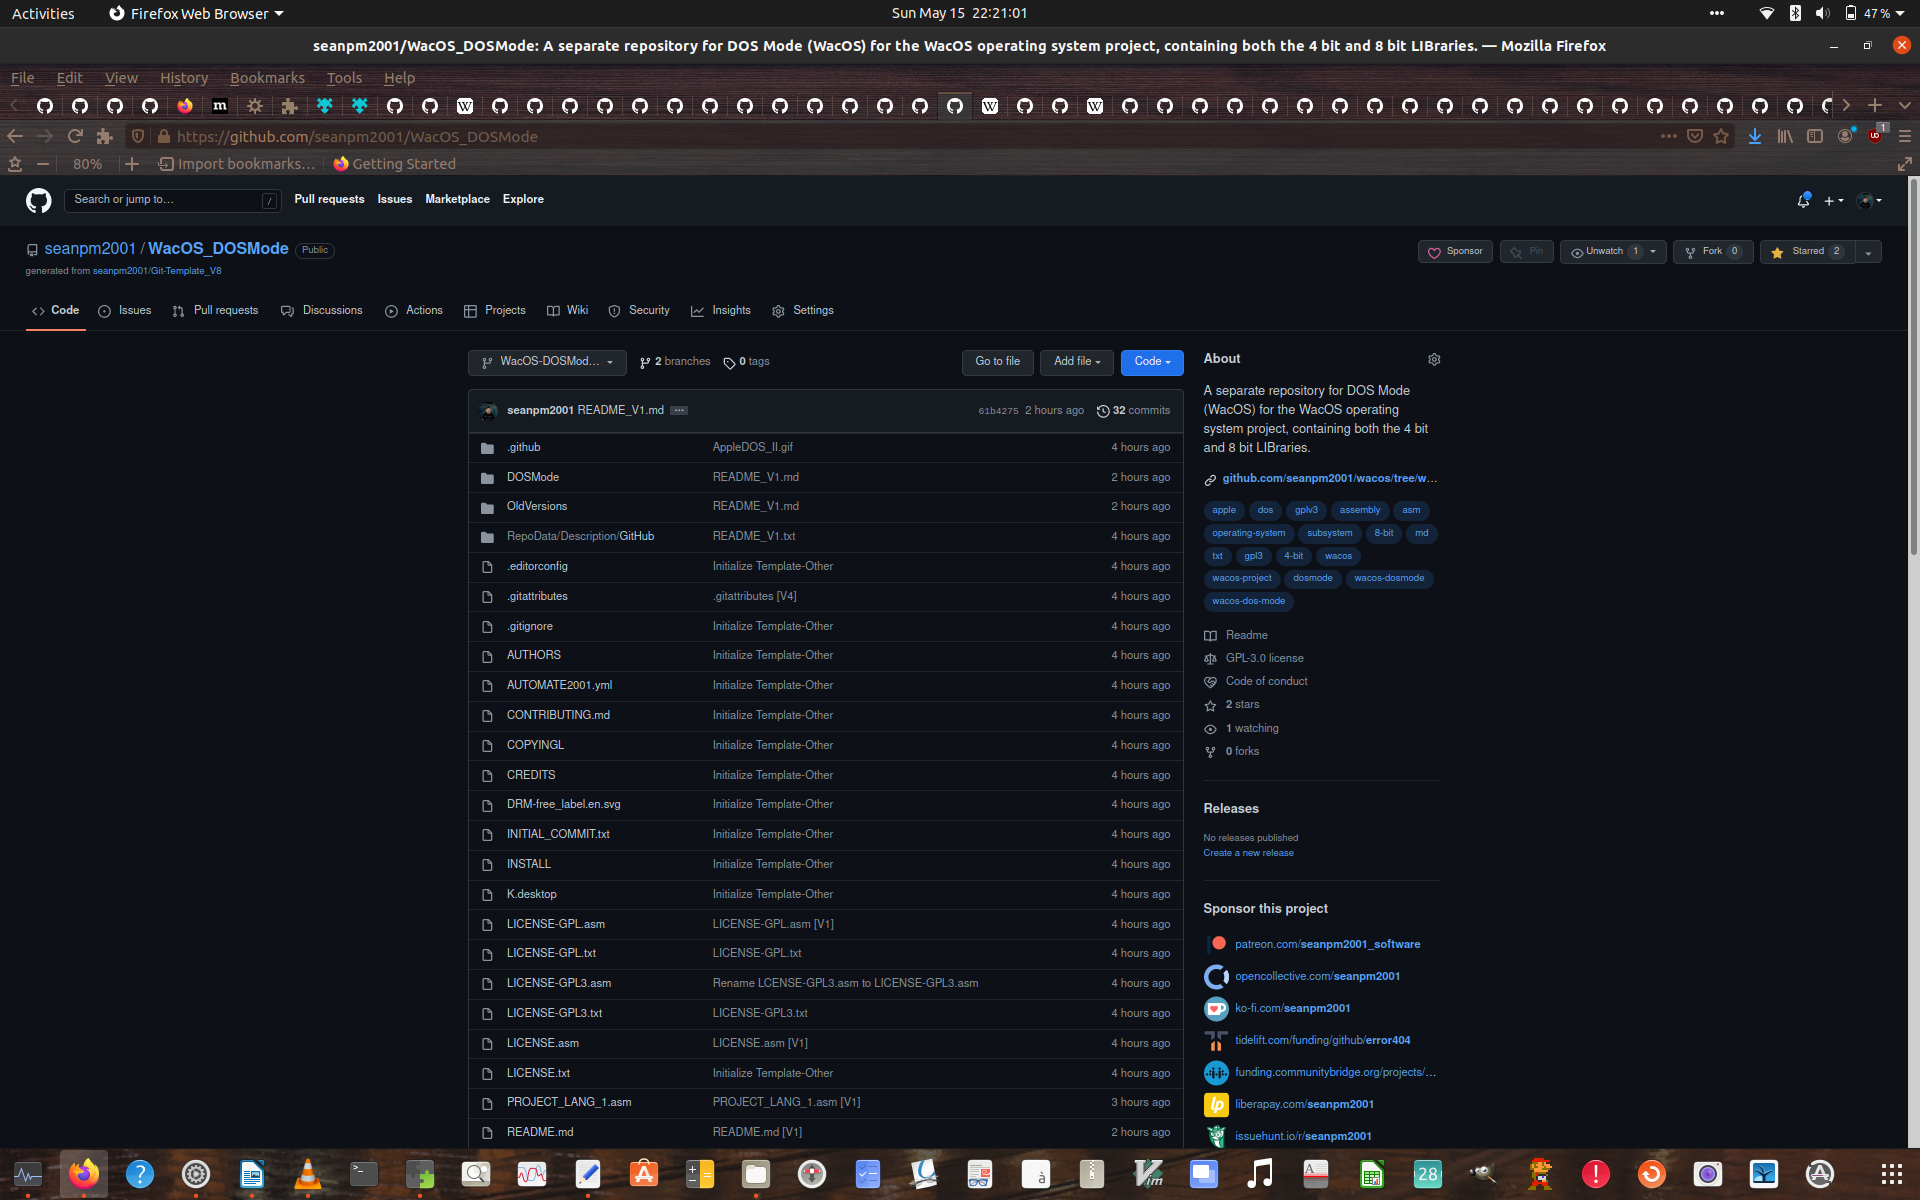 Activities Firefox Web Browser Sun May 15 22:21:01 47 %
seanpm2001/WacOS_DOSMode: A separate repository for DOS Mode (WacOS) for the WacOS operating system project, containing both the 4 bit and 8 bit LIBraries. — Mozilla Firefox
File Edit View History Bookmarks Tools Help
https://github.com/seanpm2001/WacOS_DOSMode 1
80% Import bookmarks... Getting Started
Search or jump to... / Pull requests Issues Marketplace Explore
seanpm2001 / WacOS_DOSMode Public
Sponsor Pin Unwatch 1 Fork 0 Starred 2
generated from seanpm2001/Git-Template_V8
Code Issues Pull requests Discussions Actions Projects Wiki Security Insights Settings
WacOS-DOSMod... 2 branches 0 tags Go to file Add file Code
seanpm2001 README_V1.md ... 61b4275 2 hours ago 32 commits
.github AppleDOS_II.gif 4 hours ago
DOSMode README_V1.md 2 hours ago
OldVersions README_V1.md 2 hours ago
RepoData/Description/GitHub README_V1.txt 4 hours ago
.editorconfig Initialize Template-Other 4 hours ago
.gitattributes .gitattributes [V4] 4 hours ago
.gitignore Initialize Template-Other 4 hours ago
AUTHORS Initialize Template-Other 4 hours ago
AUTOMATE2001.yml Initialize Template-Other 4 hours ago
CONTRIBUTING.md Initialize Template-Other 4 hours ago
COPYINGL Initialize Template-Other 4 hours ago
CREDITS Initialize Template-Other 4 hours ago
DRM-free_label.en.svg Initialize Template-Other 4 hours ago
INITIAL_COMMIT.txt Initialize Template-Other 4 hours ago
INSTALL Initialize Template-Other 4 hours ago
K.desktop Initialize Template-Other 4 hours ago
LICENSE-GPL.asm LICENSE-GPL.asm [V1] 4 hours ago
LICENSE-GPL.txt LICENSE-GPL.txt 4 hours ago
LICENSE-GPL3.asm Rename LCENSE-GPL3.asm to LICENSE-GPL3.asm 4 hours ago
LICENSE-GPL3.txt LICENSE-GPL3.txt 4 hours ago
LICENSE.asm LICENSE.asm [V1] 4 hours ago
LICENSE.txt Initialize Template-Other 4 hours ago
PROJECT_LANG_1.asm PROJECT_LANG_1.asm [V1] 3 hours ago
README.md README.md [V1] 2 hours ago
About
A separate repository for DOS Mode
(WacOS) for the WacOS operating
system project, containing both the 4 bit
and 8 bit LIBraries.
github.com/seanpm2001/wacos/tree/w...
apple dos gplv3 assembly asm
operating-system subsystem 8-bit md
txt gpl3 4-bit wacos
wacos-project dosmode wacos-dosmode
wacos-dos-mode
Readme
GPL-3.0 license
Code of conduct
2 stars
1 watching
0 forks
Releases
No releases published
Create a new release
Sponsor this project
patreon.com/seanpm2001_software
opencollective.com/seanpm2001
ko-fi.com/seanpm2001
tidelift.com/funding/github/error404
funding.communitybridge.org/projects/...
liberapay.com/seanpm2001
issuehunt.io/r/seanpm2001
28